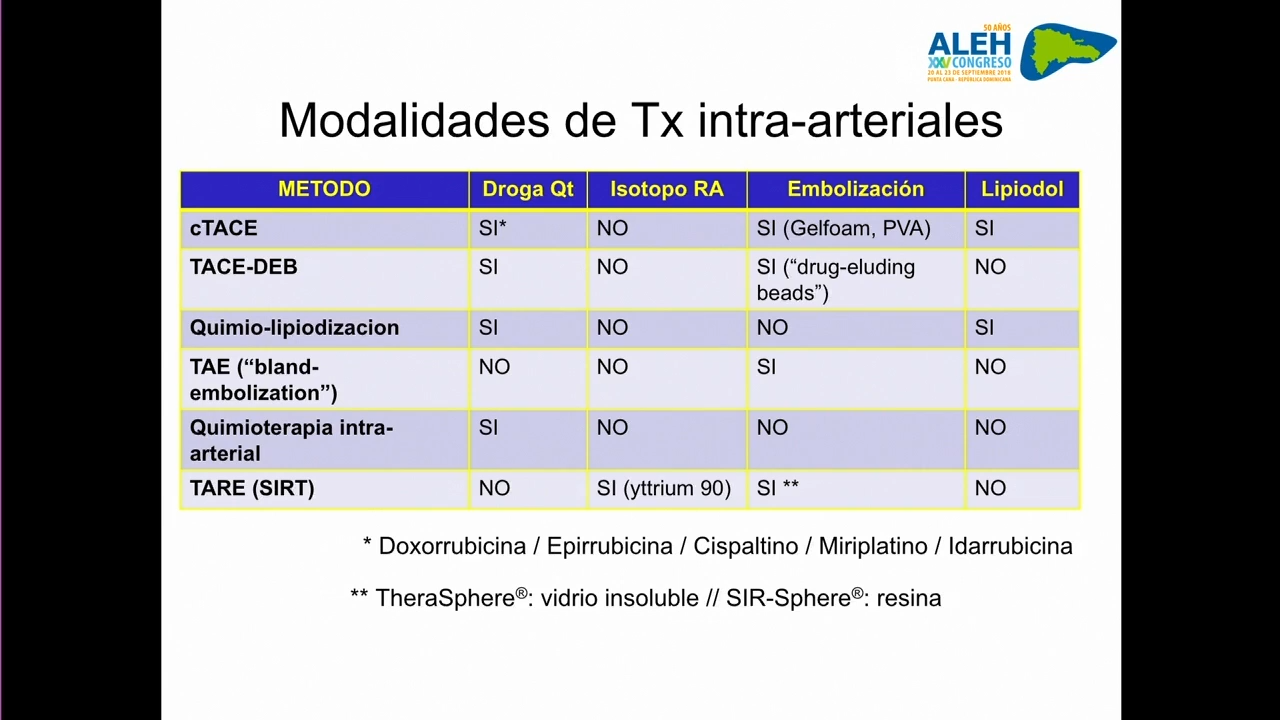 50 AÑOS
ALEH
XXV CONGRESO
20 AL 23 DE SEPTIEMBRE 2018
PUNTA CANA - REPÚBLICA DOMINICANA
Modalidades de Tx intra-arteriales
METODO Droga Qt Isotopo RA Embolización Lipiodol
cTACE SI* NO SI (Gelfoam, PVA) SI
TACE-DEB SI NO SI (“drug-eluding NO
beads”)
Quimio-lipiodizacion SI NO NO SI
TAE (“bland- NO NO SI NO
embolization”)
Quimioterapia intra- SI NO NO NO
arterial
TARE (SIRT) NO SI (yttrium 90) SI ** NO
* Doxorrubicina / Epirrubicina / Cispaltino / Miriplatino / Idarrubicina
** TheraSphere®: vidrio insoluble // SIR-Sphere®: resina